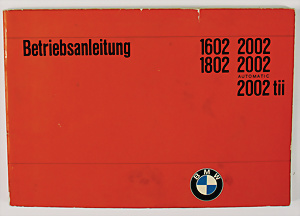 Betriebsanleitung
1602 2002
1802 2002
AUTOMATIC
2002 tii
BMW